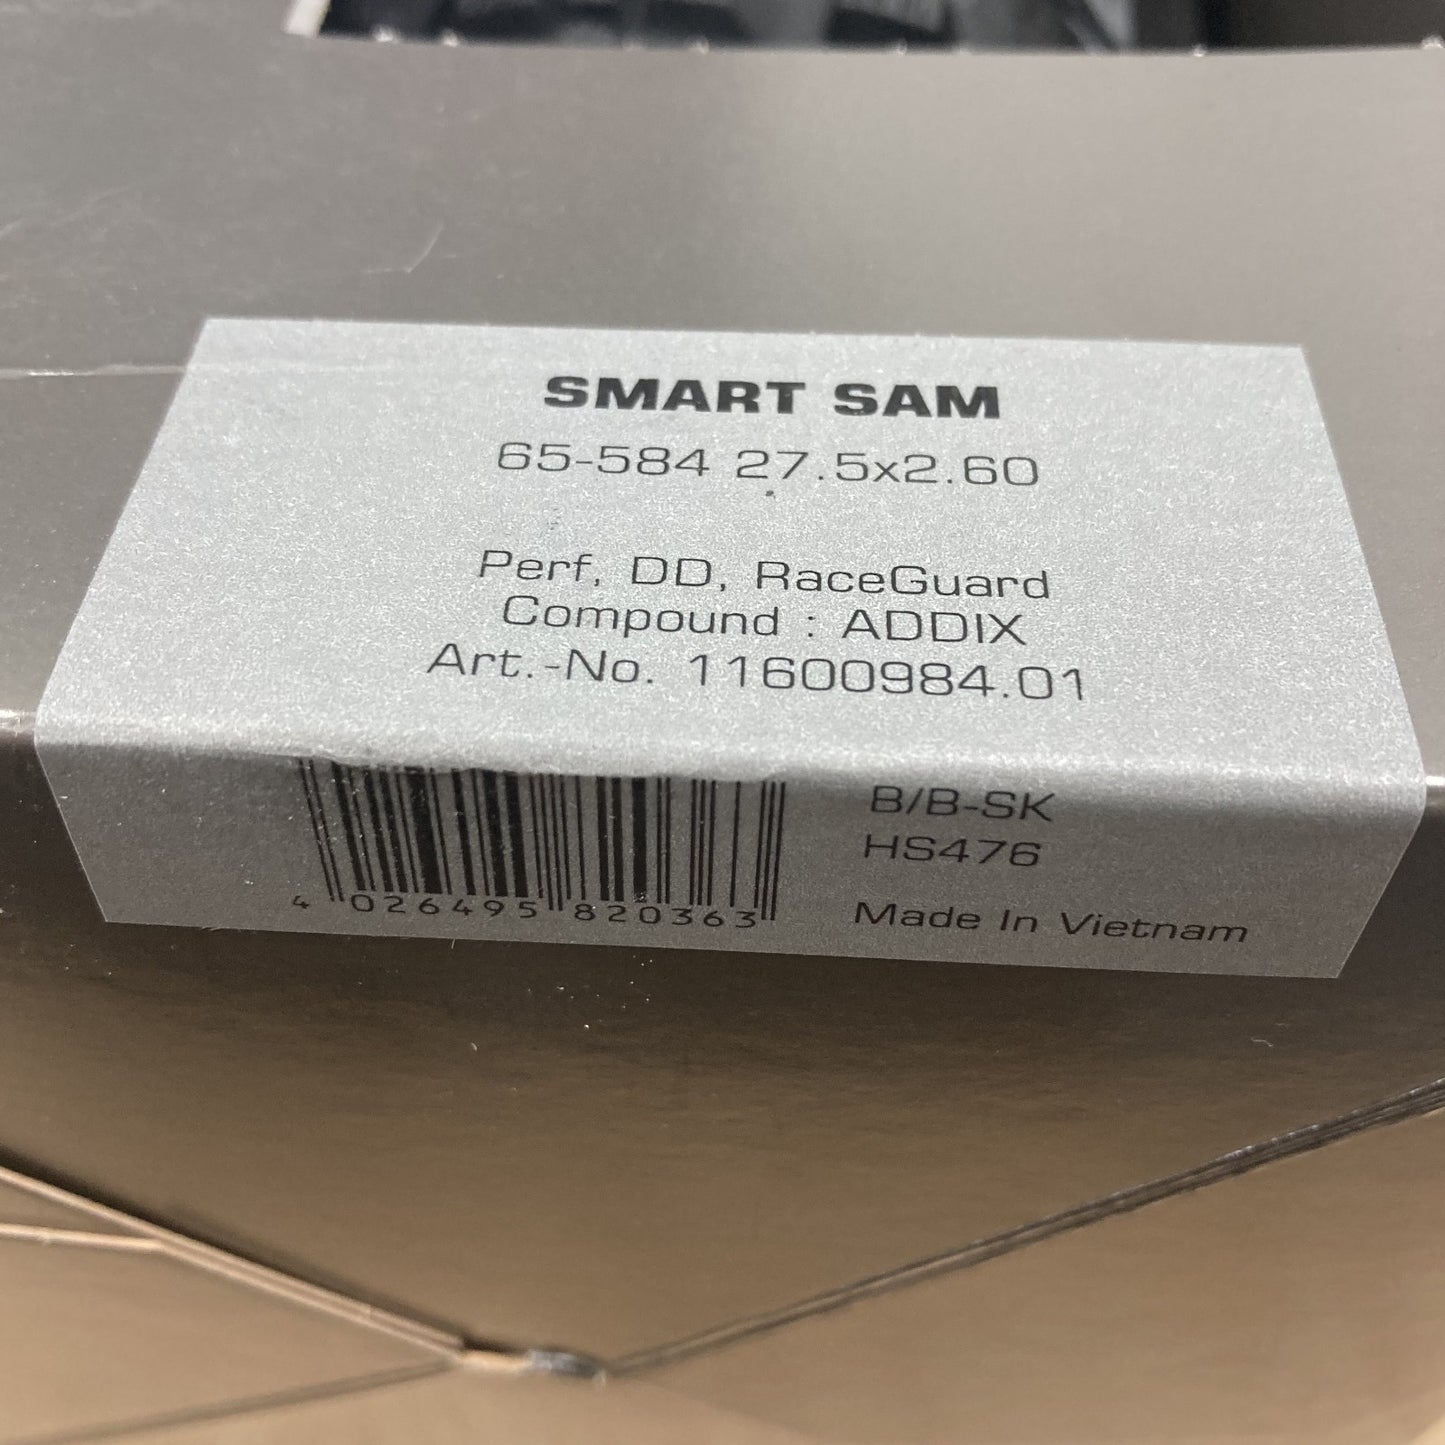 SMART SAM
65-584 27.5x2.60
Perf, DD, RaceGuard
Compound : ADDIX
Art.-No. 11600984.01
B/B-SK
HS476
4 026495 820363
Made In Vietnam